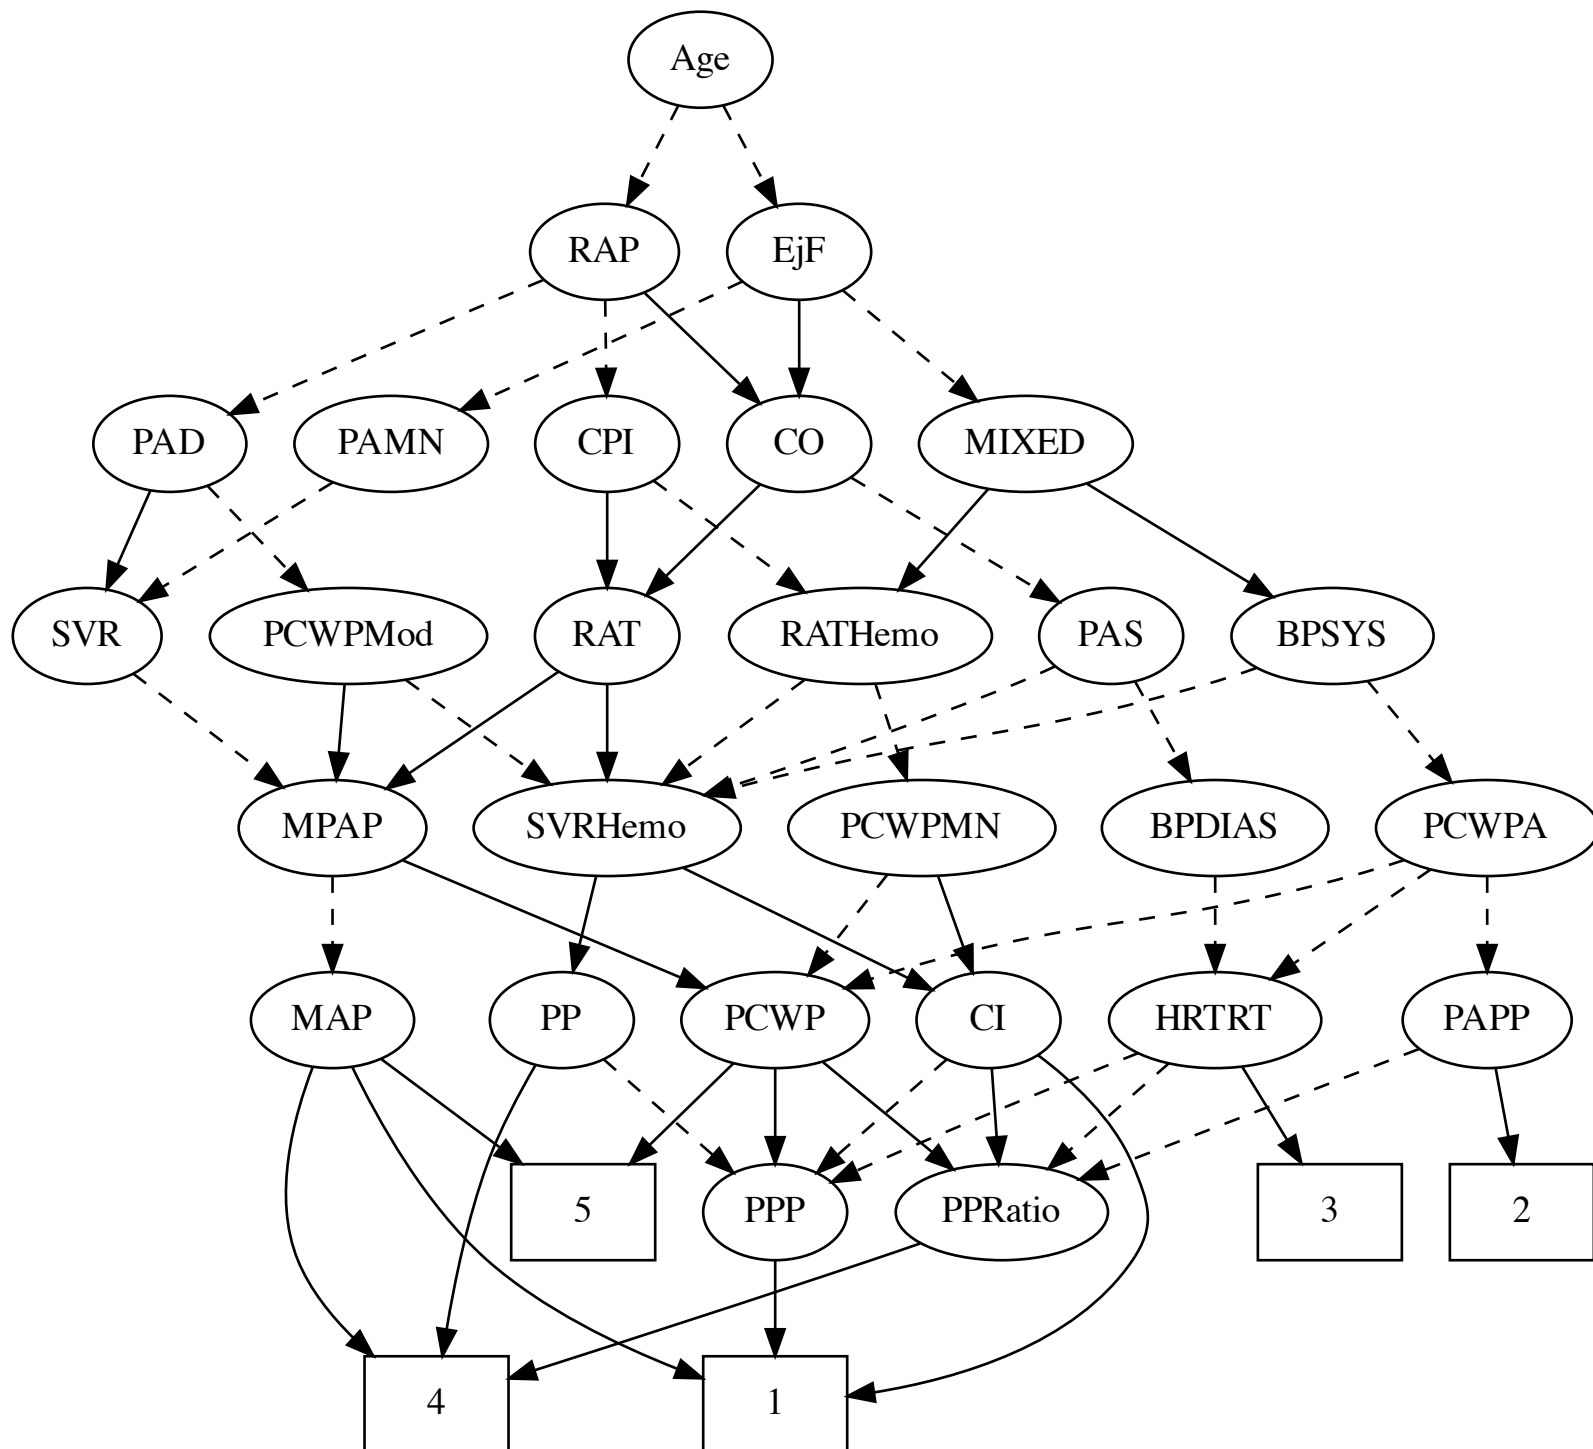 Age
RAP EjF
PAD PAMN CPI CO MIXED
SVR PCWPMod RAT RATHemo PAS BPSYS
MPAP SVRHemo PCWPMN BPDIAS PCWPA
MAP PP PCWP CI HRTRT PAPP
5 PPP PPRatio 3 2
4 1